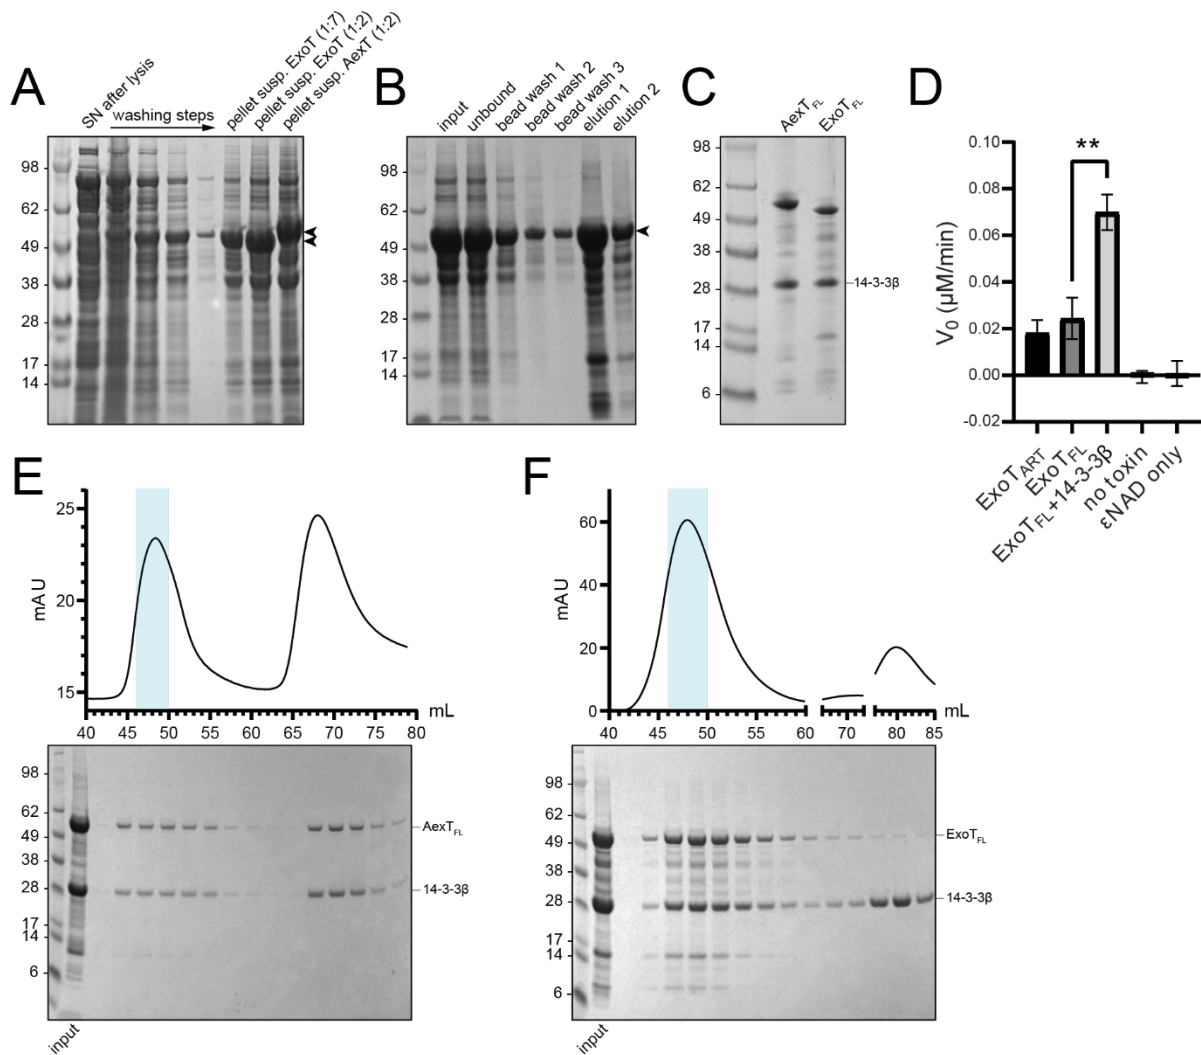 A
SN after lysis
washing steps
pellet susp. ExoT (1:7)
pellet susp. ExoT (1:2)
pellet susp. AexT (1:2)
98
62
49
38
28
17
14
B
input
unbound
bead wash 1
bead wash 2
bead wash 3
elution 1
elution 2
98
62
49
38
28
17
14
C
AexTFL
ExoTFL
98
62
49
38
28
17
14
6
14-3-3β
D
**
V0 (µM/min)
0.10
0.08
0.06
0.04
0.02
0.00
-0.02
ExoTART
ExoTFL
ExoTFL+14-3-3β
no toxin
εNAD only
E
mAU
25
20
15
40 45 50 55 60 65 70 75 80
mL
98
62
49
38
28
17
14
6
AexTFL
14-3-3β
input
F
mAU
60
40
20
0
40 45 50 55 60 70 80 85
mL
98
62
49
38
28
17
14
6
ExoTFL
14-3-3β
input